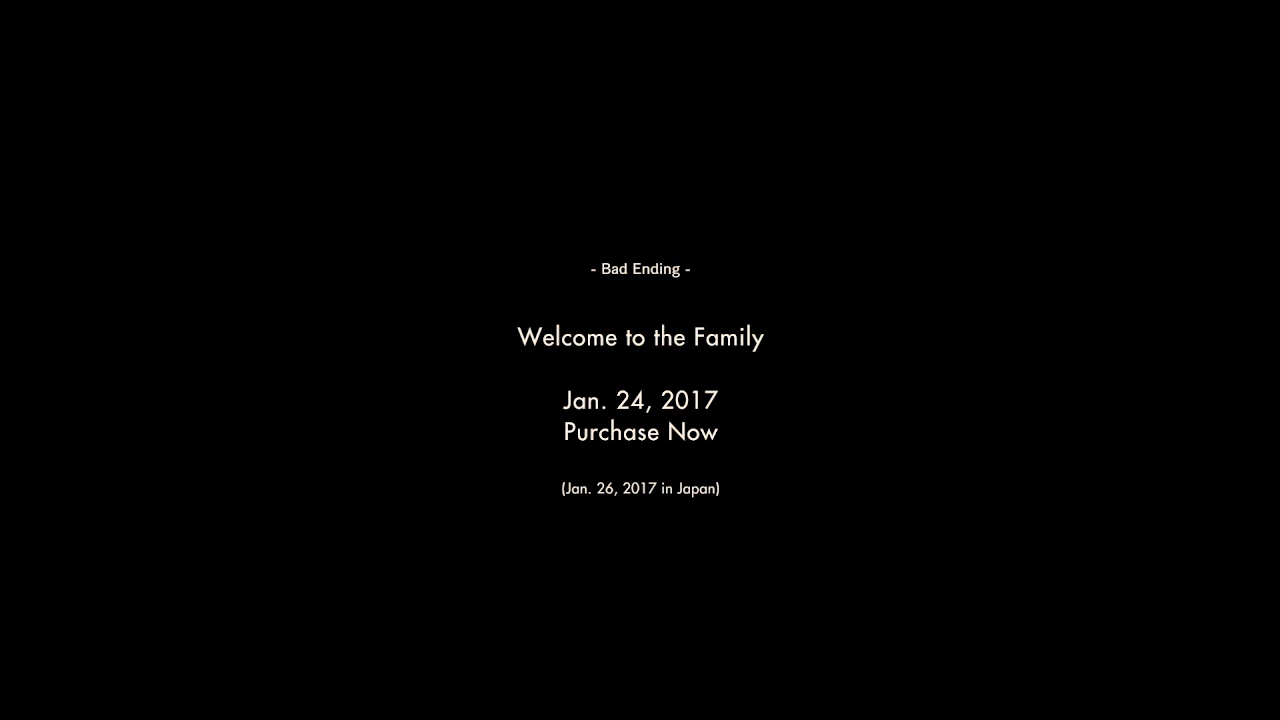 - Bad Ending -
Welcome to the Family
Jan. 24, 2017
Purchase Now
(Jan. 26, 2017 in Japan)